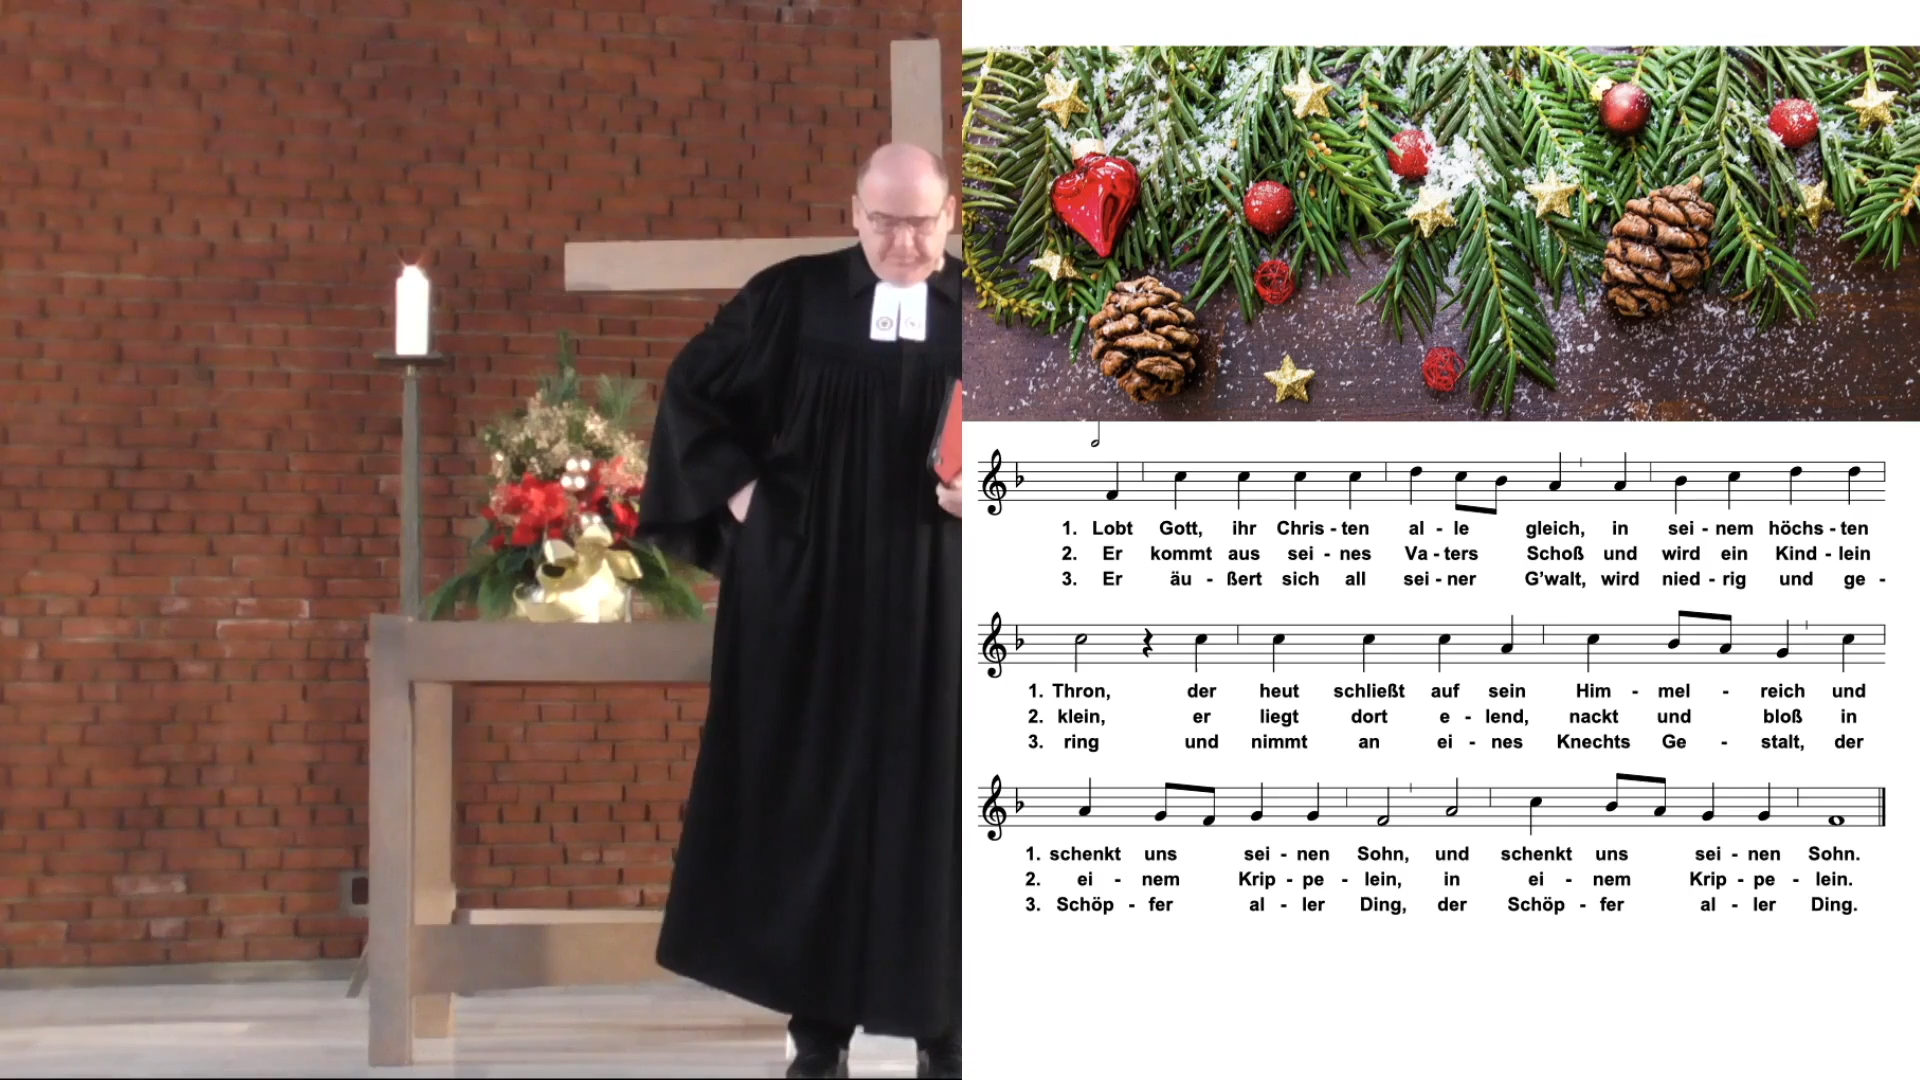 1. Lobt Gott, ihr Chris - ten al - le gleich, in sei - nem höchs - ten
2. Er kommt aus sei - nes Va - ters Schoß und wird ein Kind - lein
3. Er äu - ßert sich all sei - ner G'walt, wird nied - rig und ge -
1. Thron, der heut schließt auf sein Him - mel - reich und
2. klein, er liegt dort e - lend, nackt und bloß in
3. ring und nimmt an ei - nes Knechts Ge - stalt, der
1. schenkt uns sei - nen Sohn, und schenkt uns sei - nen Sohn.
2. ei - nem Krip - pe - lein, in ei - nem Krip - pe - lein.
3. Schöp - fer al - ler Ding, der Schöp - fer al - ler Ding.